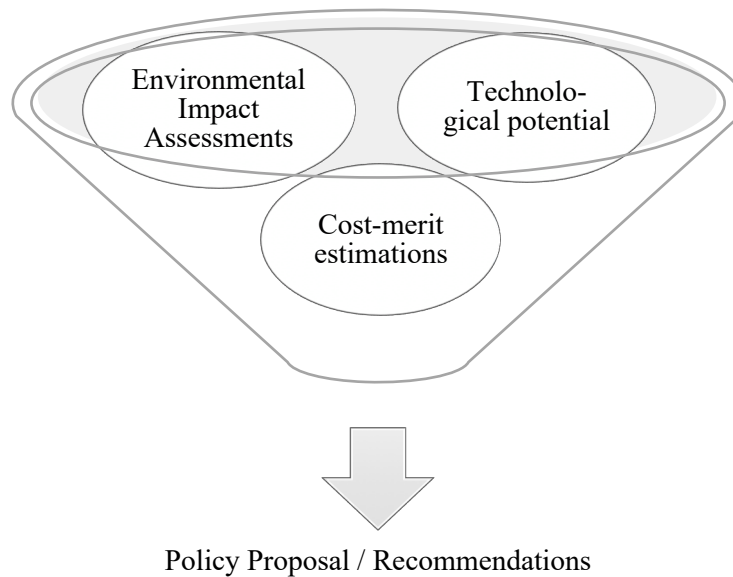 Environmental
Impact
Assessments
Technolo-
gical potential
Cost-merit
estimations
Policy Proposal / Recommendations